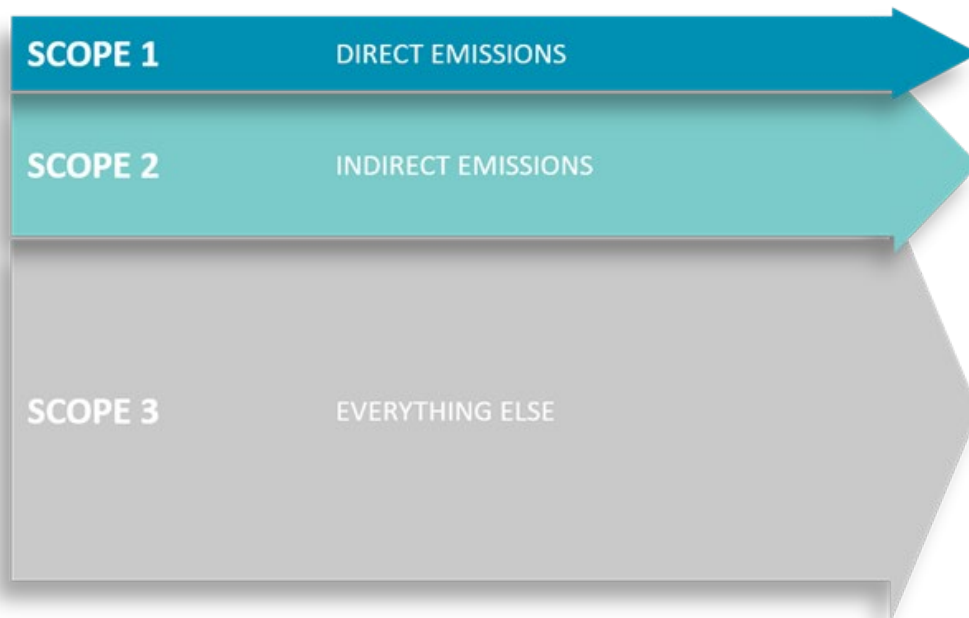 SCOPE 1 DIRECT EMISSIONS
SCOPE 2 INDIRECT EMISSIONS
SCOPE 3 EVERYTHING ELSE